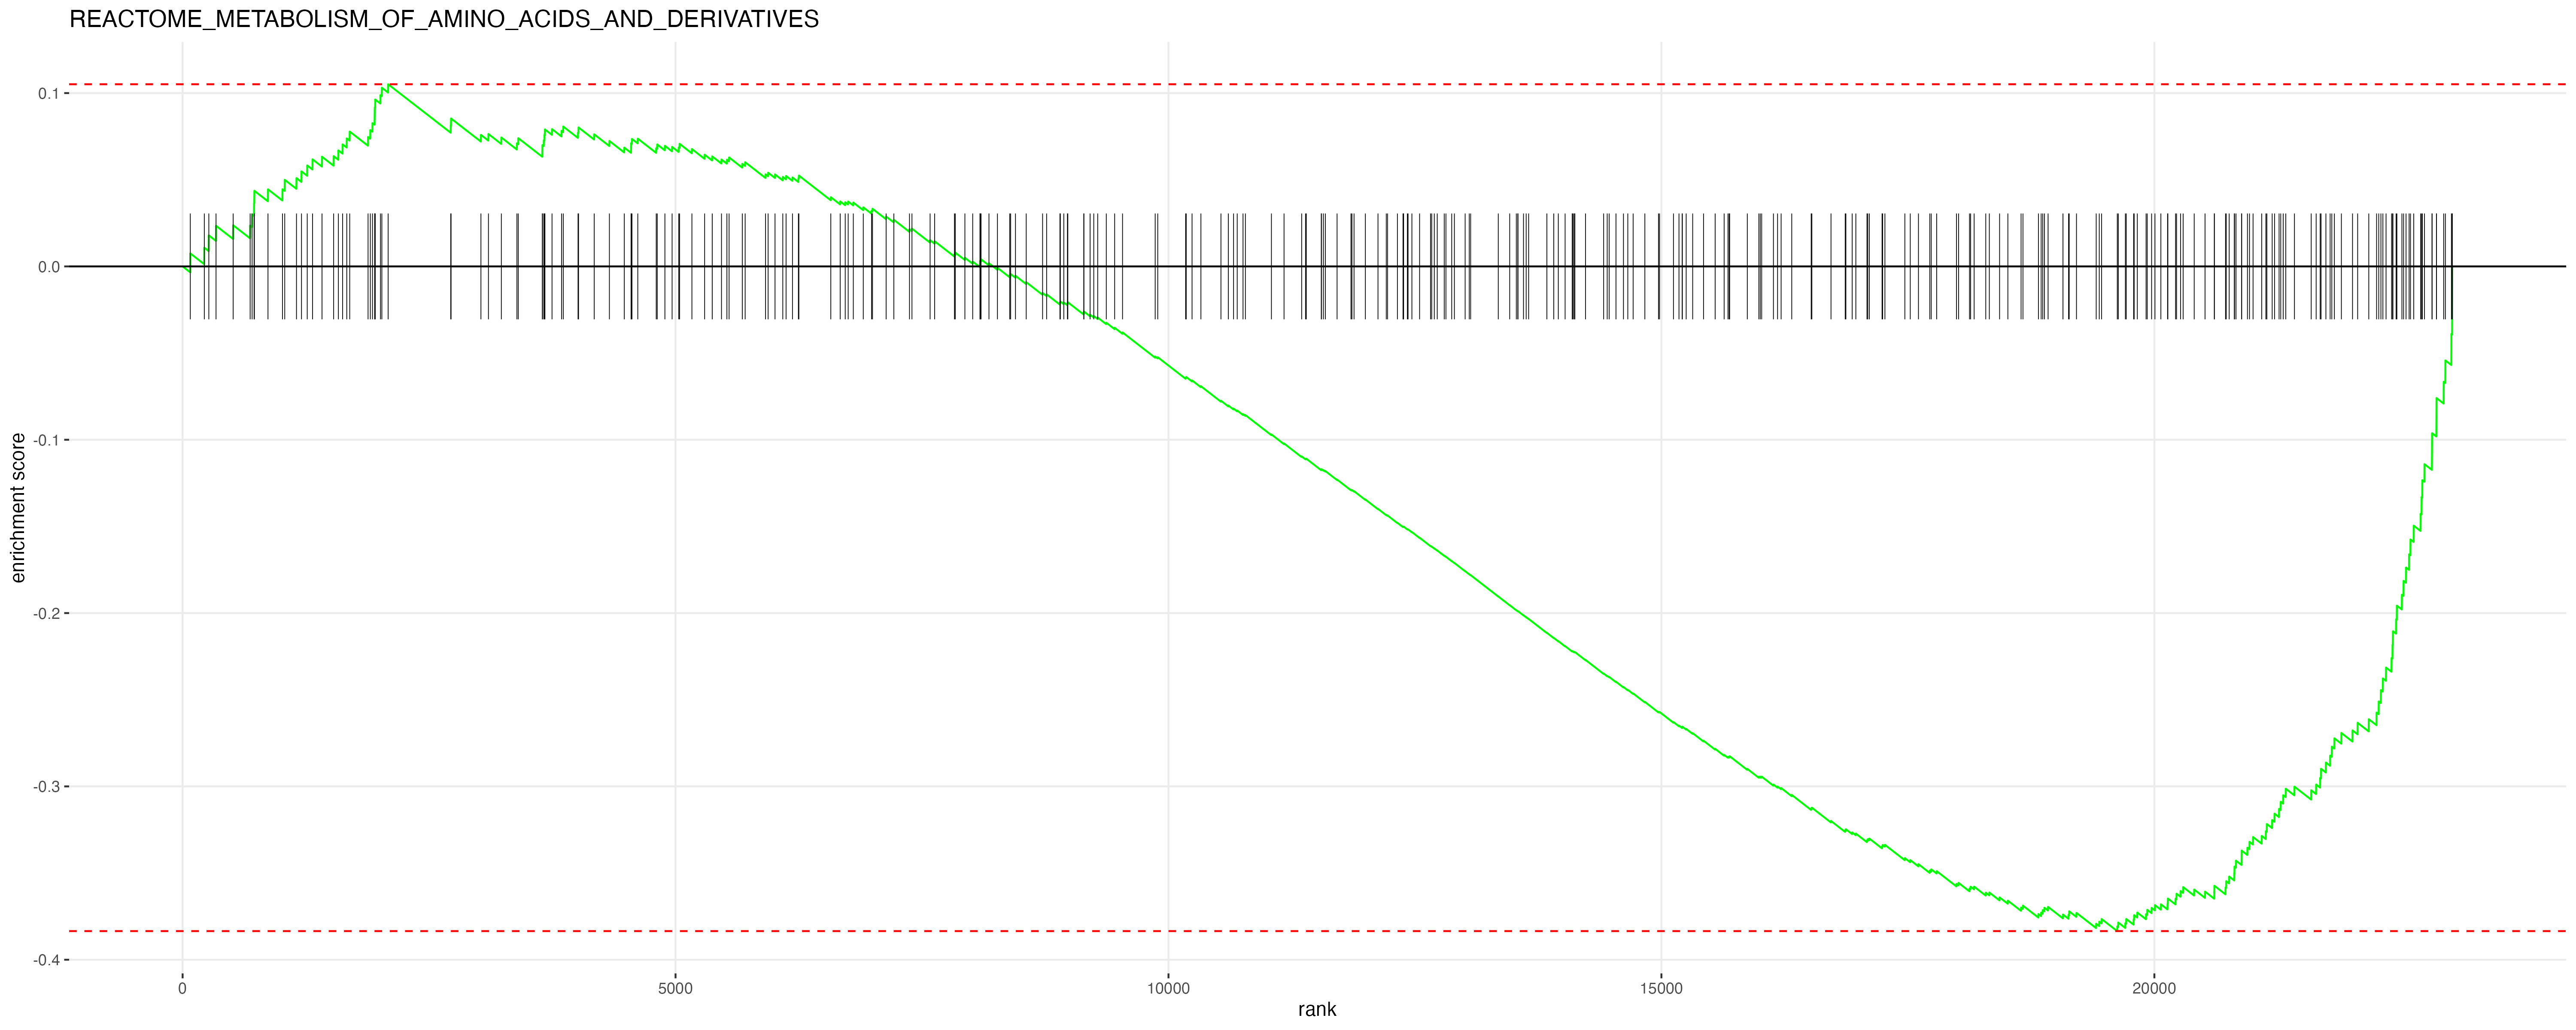 REACTOME_METABOLISM_OF_AMINO_ACIDS_AND_DERIVATIVES
enrichment score
0.1
0.0
-0.1
-0.2
-0.3
-0.4
0 5000 10000 15000 20000
rank